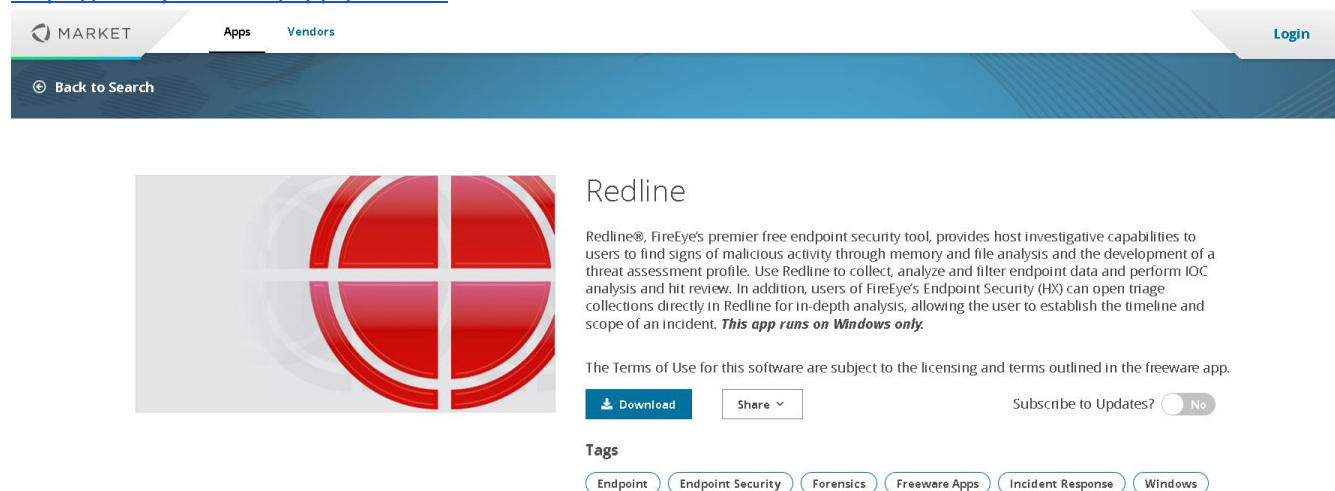 MARKET
Apps
Vendors
Login
Back to Search
Redline
Redline®, FireEye's premier free endpoint security tool, provides host investigative capabilities to
users to find signs of malicious activity through memory and file analysis and the development of a
threat assessment profile. Use Redline to collect, analyze and filter endpoint data and perform IOC
analysis and hit review. In addition, users of FireEye's Endpoint Security (HX) can open triage
collections directly in Redline for in-depth analysis, allowing the user to establish the timeline and
scope of an incident. This app runs on Windows only.
The Terms of Use for this software are subject to the licensing and terms outlined in the freeware app.
Download
Share
Subscribe to Updates?
No
Tags
Endpoint
Endpoint Security
Forensics
Freeware Apps
Incident Response
Windows